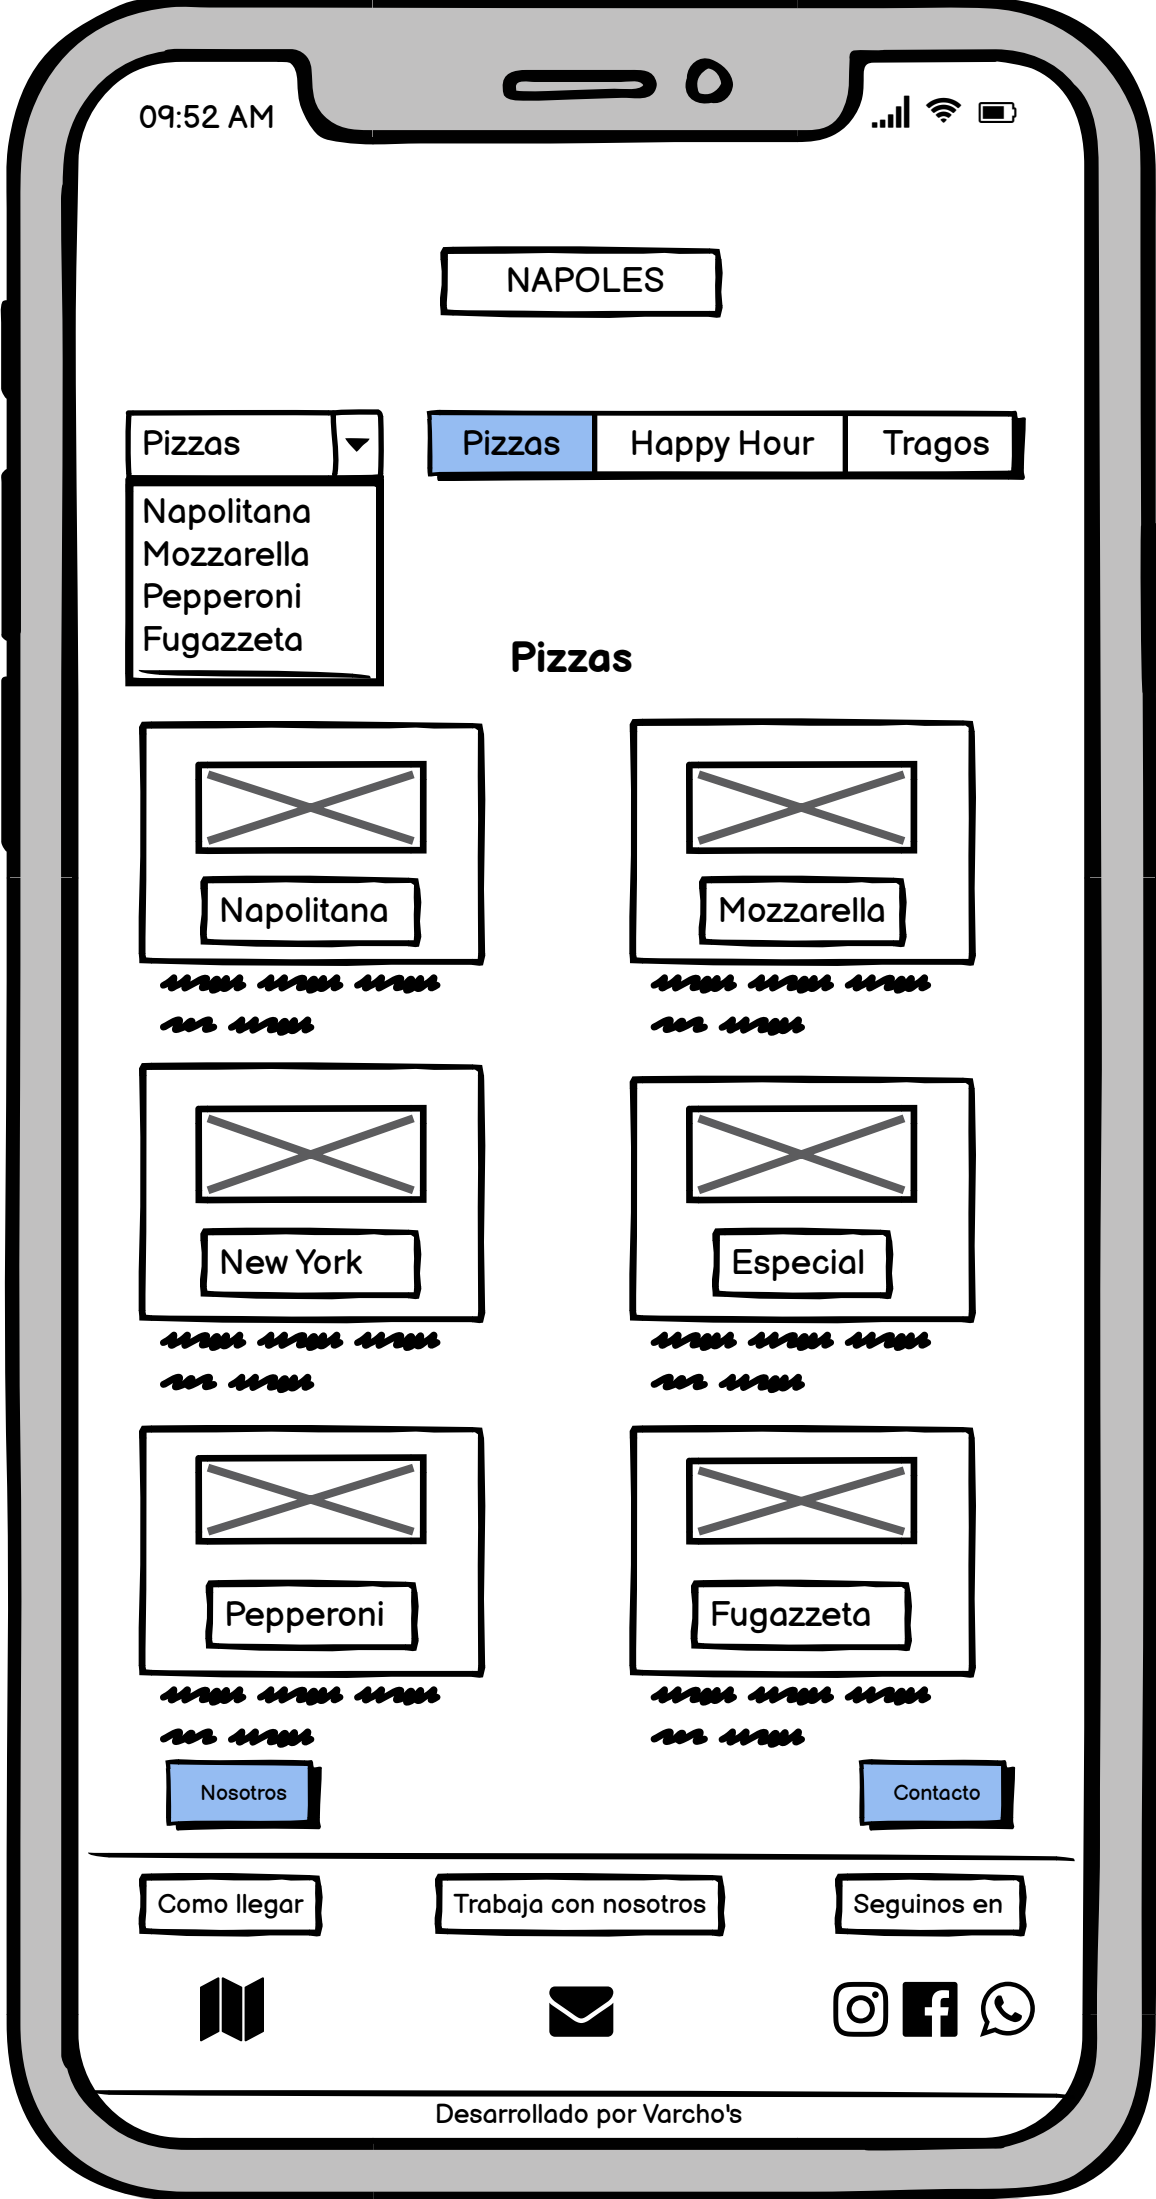 09:52 AM
NAPOLES
Pizzas
Pizzas Happy Hour Tragos
Napolitana
Mozzarella
Pepperoni
Fugazzeta
Pizzas
Napolitana
Mozzarella
New York
Especial
Pepperoni
Fugazzeta
Nosotros
Contacto
Como llegar
Trabaja con nosotros
Seguinos en
Desarrollado por Varcho's